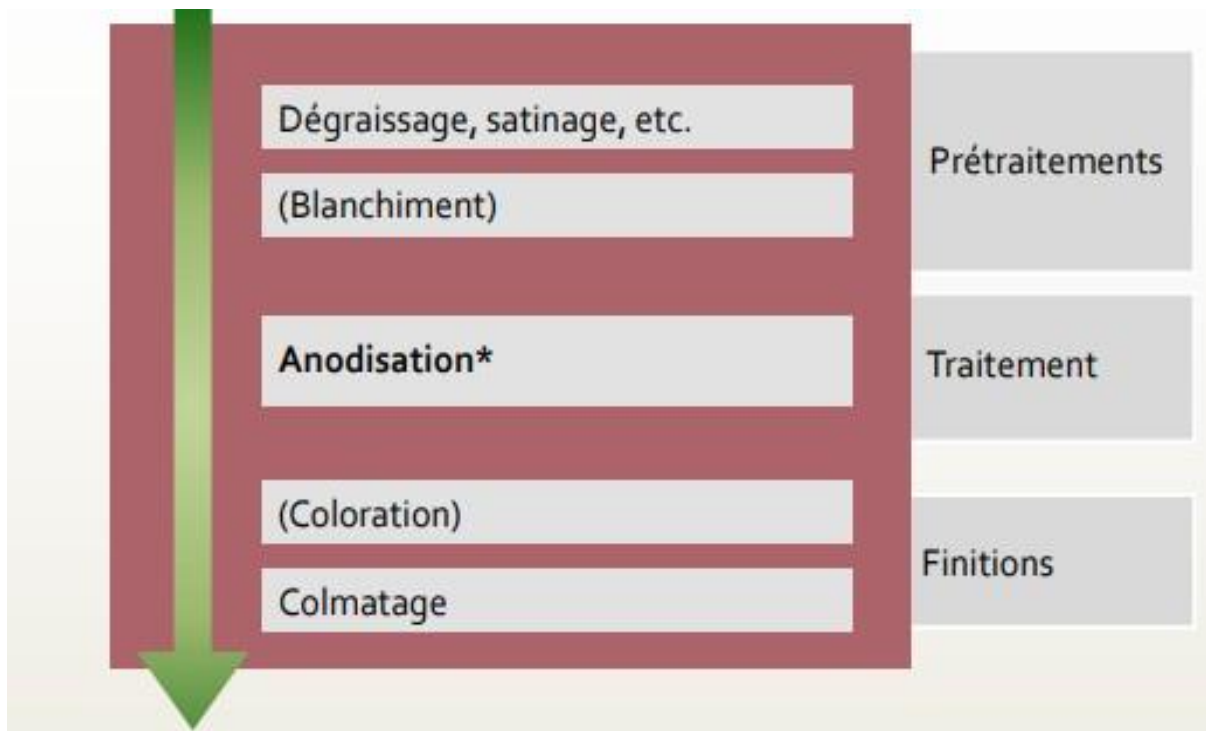 Dégraissage, satinage, etc.
(Blanchiment)
Prétraitements
Anodisation*
Traitement
(Coloration)
Colmatage
Finitions